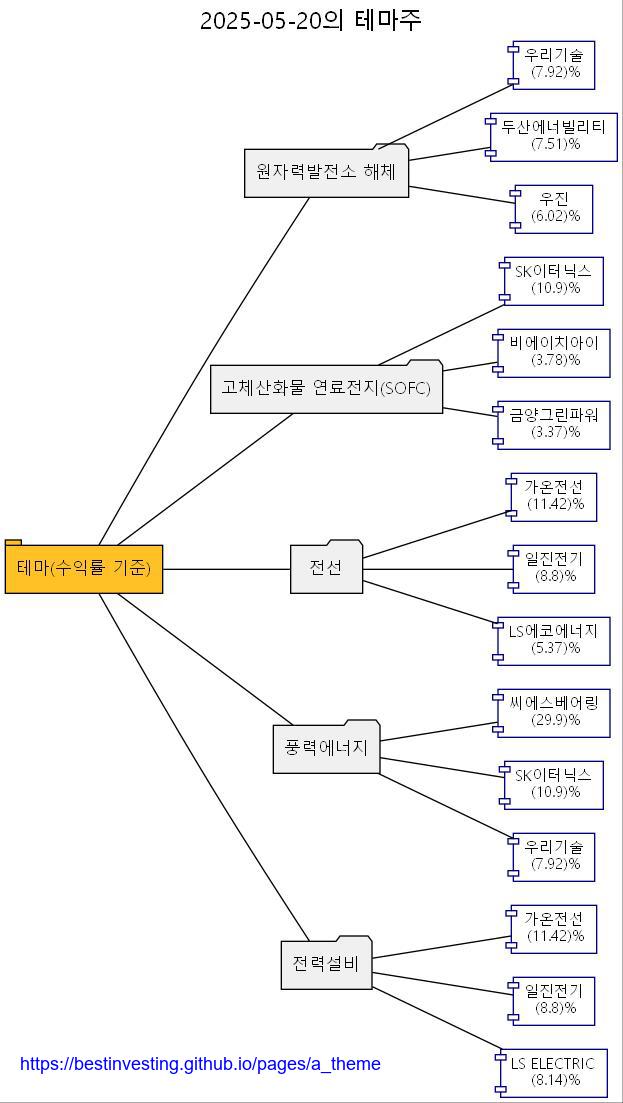 2025-05-20의 테마주
우리기술
(7.92)%
두산에너빌리티
(7.51)%
원자력발전소 해체
우진
(6.02)%
SK이터닉스
(10.9)%
비에이치아이
(3.78)%
고체산화물 연료전지(SOFC)
금양그린파워
(3.37)%
가온전선
(11.42)%
테마(수익률 기준)
전선
일진전기
(8.8)%
LS에코에너지
(5.37)%
씨에스베어링
(29.9)%
풍력에너지
SK이터닉스
(10.9)%
우리기술
(7.92)%
가온전선
(11.42)%
전력설비
일진전기
(8.8)%
LS ELECTRIC
(8.14)%
https://bestinvesting.github.io/pages/a_theme